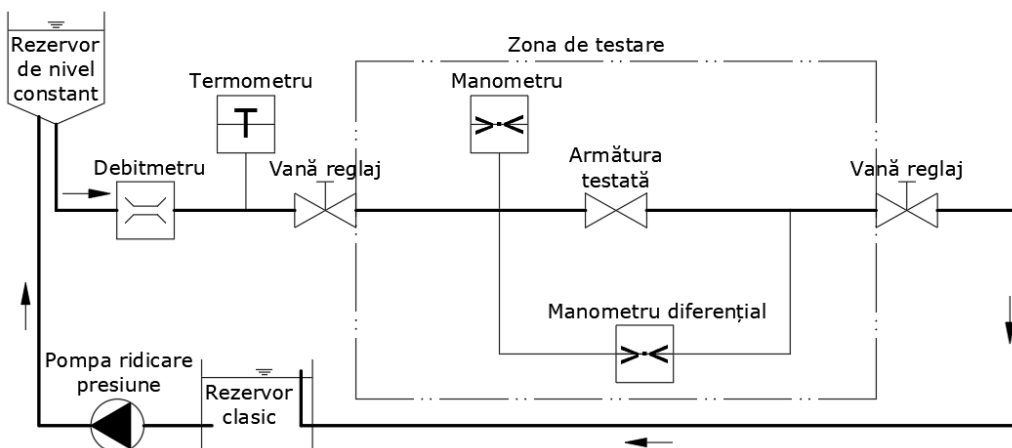 Rezervor
de nivel
constant
Zona de testare
Termometru
T
Manometru
Debitmetru
Vană reglaj
Armătura
testată
Vană reglaj
Manometru diferențial
Pompa ridicare
presiune
Rezervor
clasic